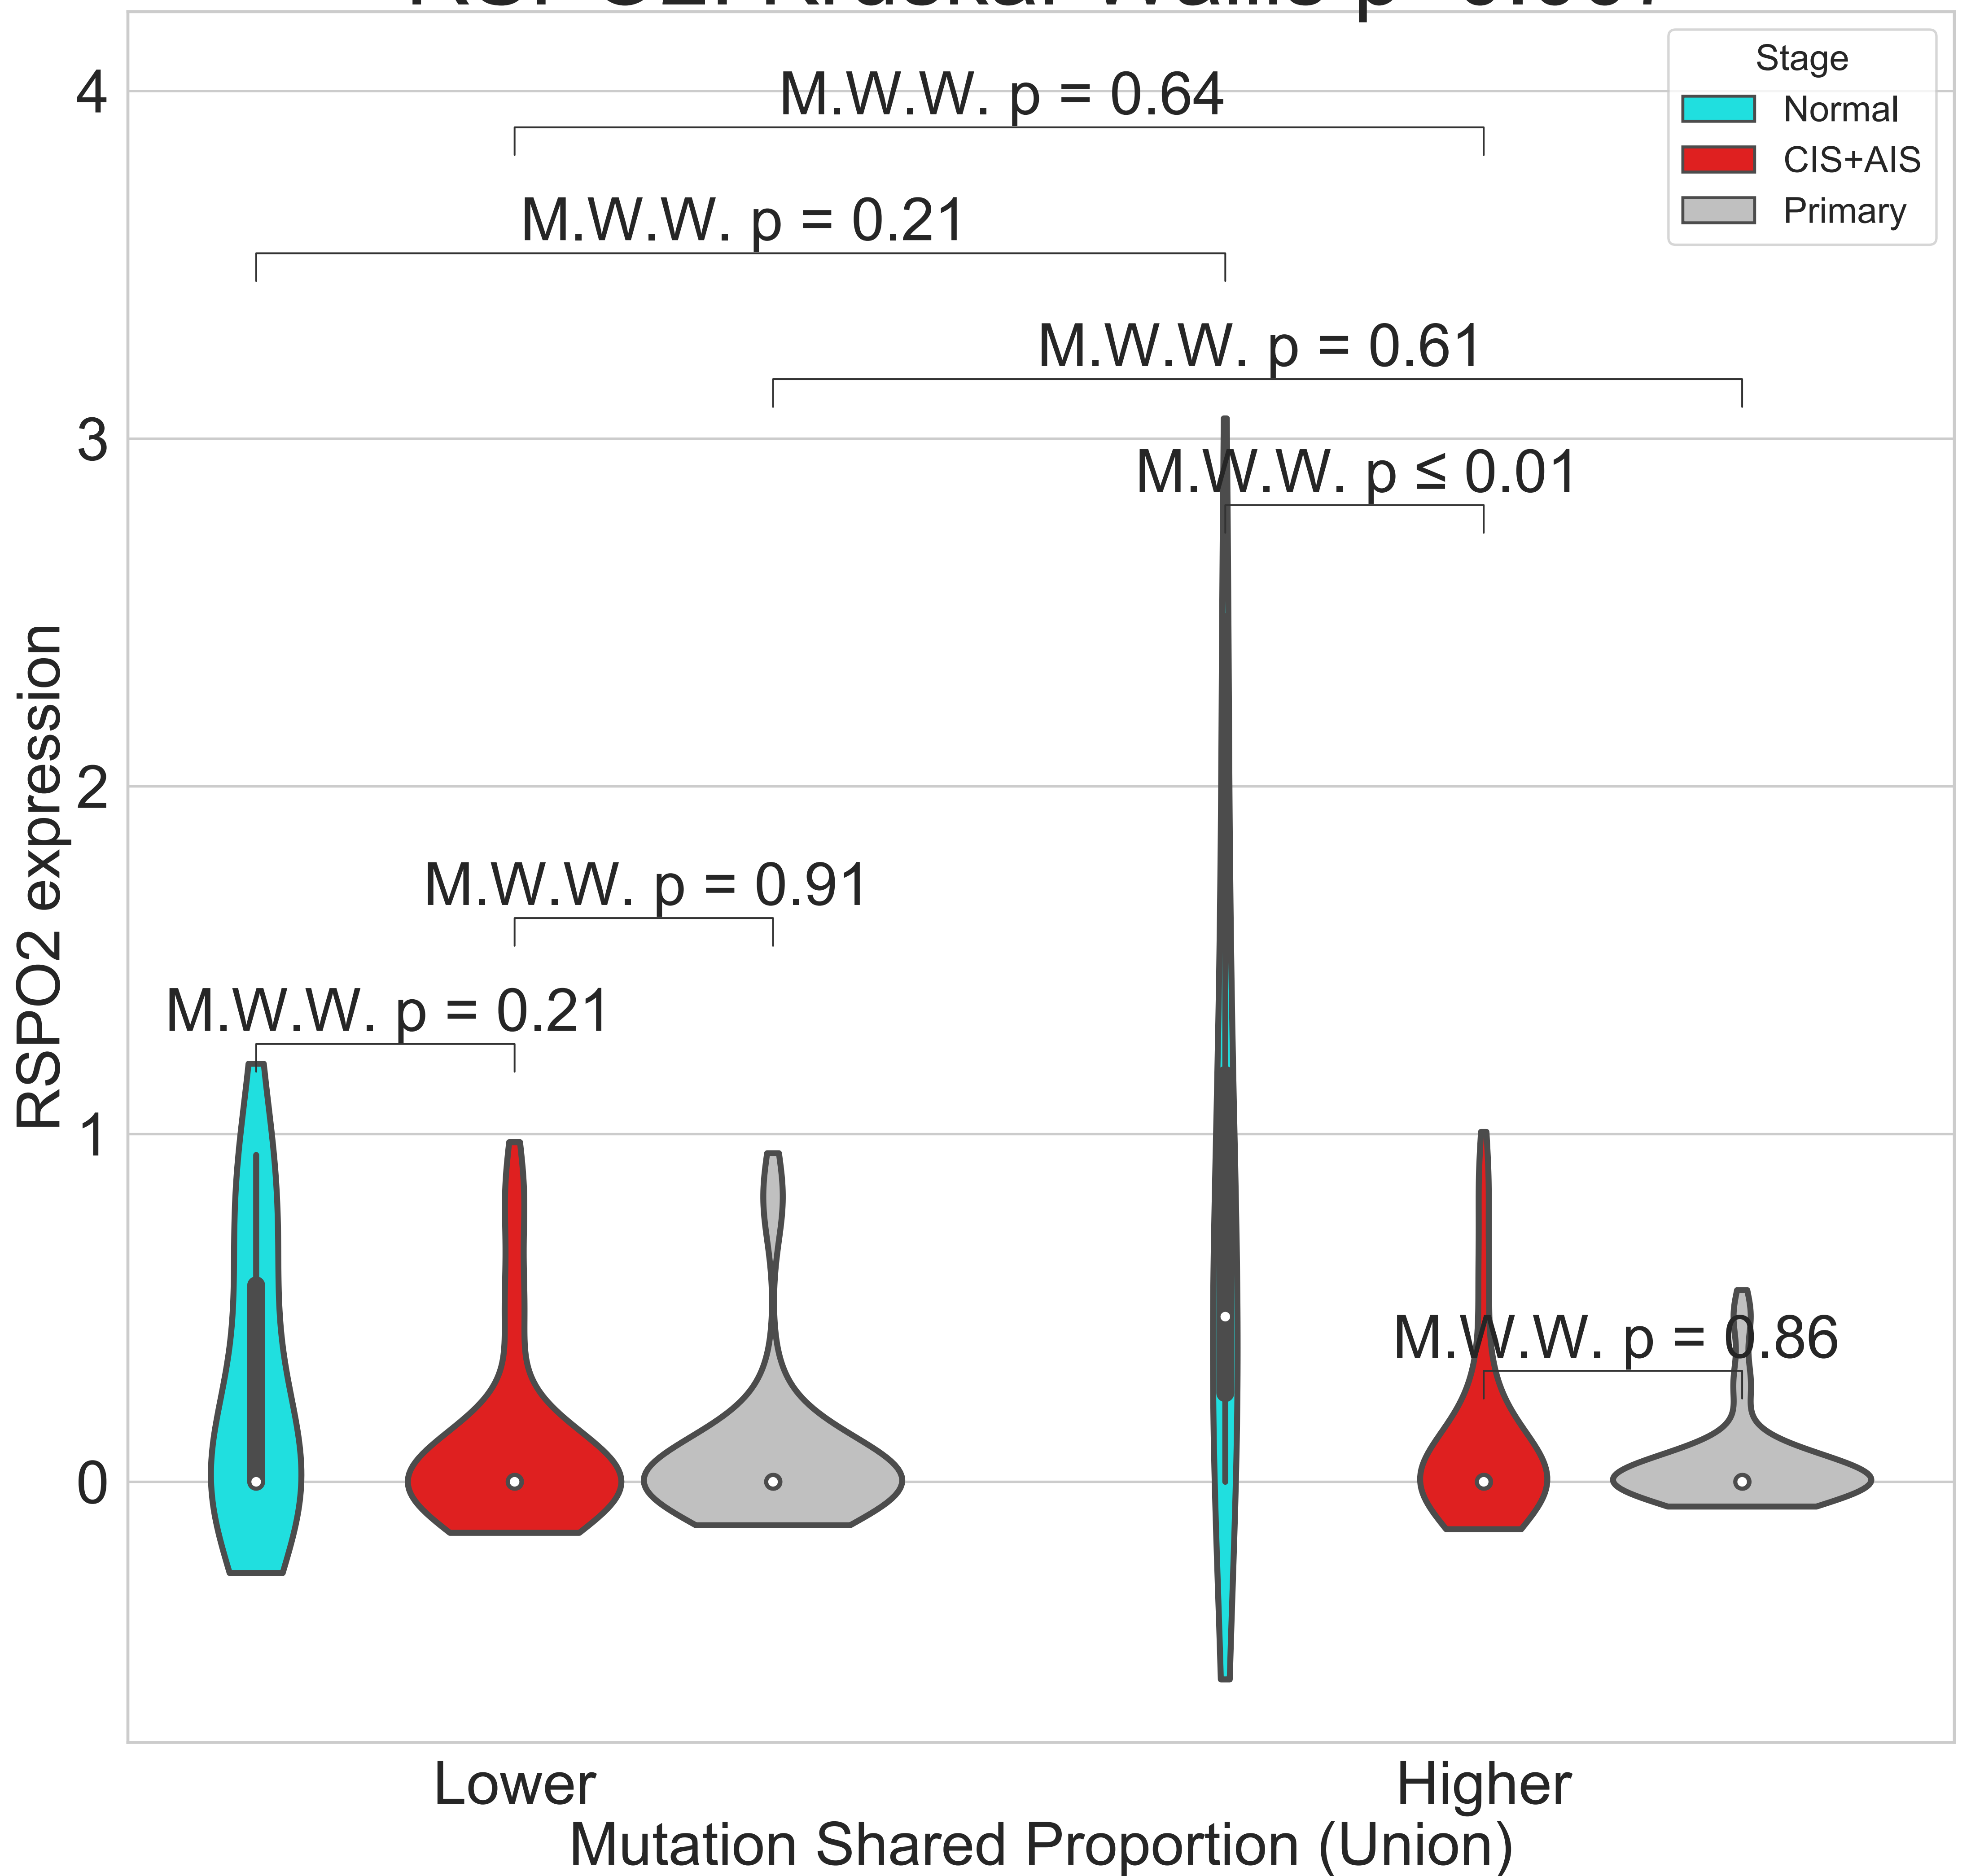 Stage
Normal
CIS+AIS
Primary
M.W.W. p = 0.64
M.W.W. p = 0.21
M.W.W. p = 0.61
M.W.W. p ≤ 0.01
M.W.W. p = 0.91
M.W.W. p = 0.21
M.W.W. p = 0.86
4
3
2
1
0
RSPO2 expression
Lower
Higher
Mutation Shared Proportion (Union)